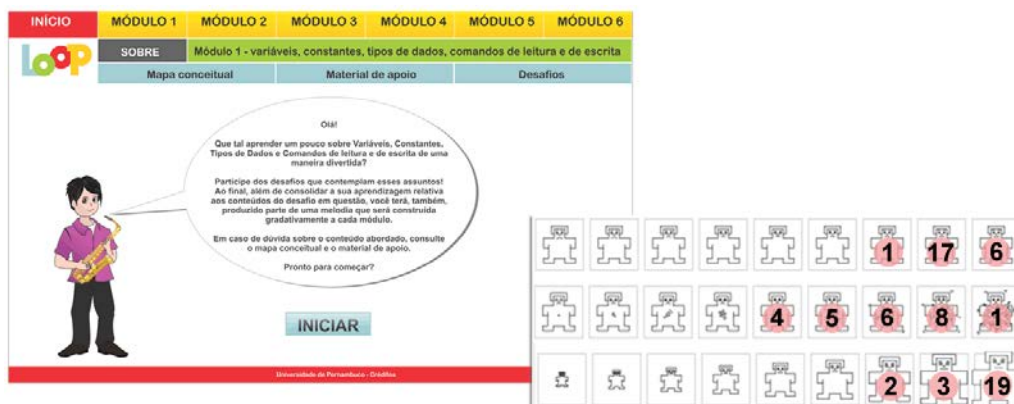 INÍCIO MÓDULO 1 MÓDULO 2 MÓDULO 3 MÓDULO 4 MÓDULO 5 MÓDULO 6
LOOP
SOBRE Módulo 1 - variáveis, constantes, tipos de dados, comandos de leitura e de escrita
Mapa conceitual Material de apoio Desafios
Olá!
Que tal aprender um pouco sobre Variáveis, Constantes,
Tipos de Dados e Comandos de leitura e de escrita de uma
maneira divertida?
Participe dos desafios que contemplam esses assuntos!
Ao final, além de consolidar a sua aprendizagem relativa
aos conteúdos do desafio em questão, você terá, também,
produzido parte de uma melodia que será construída
gradativamente a cada módulo.
Em caso de dúvida sobre o conteúdo abordado, consulte
o mapa conceitual e o material de apoio.
Pronto para começar?
INICIAR
Universidade de Pernambuco - Créditos
1 17 6
4 5 6 8 1
2 3 19